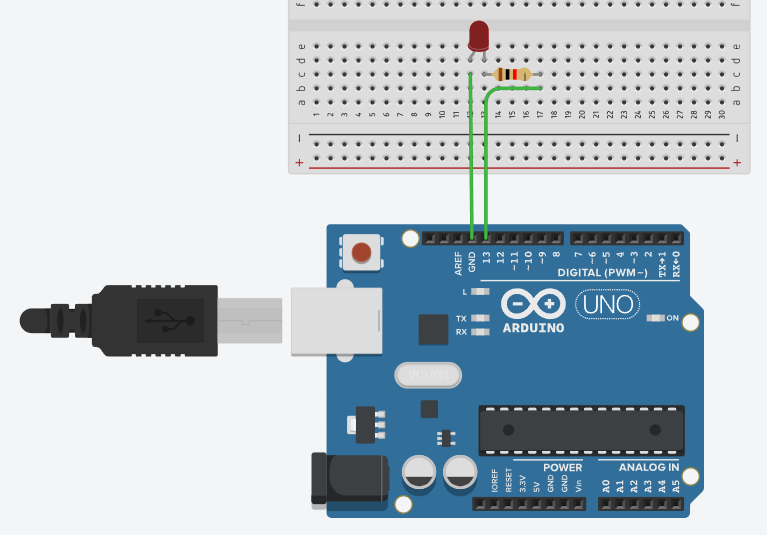 f f
e e
d d
c c
b b
a a
1 2 3 4 5 6 7 8 9 10 11 12 13 14 15 16 17 18 19 20 21 22 23 24 25 26 27 28 29 30
− −
+ +
AREF GND 13 12 ~11 ~10 ~9 8 7 ~6 ~5 4 ~3 2 TX→1 RX←0
DIGITAL (PWM~)
L
TX
RX
ARDUINO
UNO
ON
POWER ANALOG IN
IOREF RESET 3.3V 5V GND GND Vin A0 A1 A2 A3 A4 A5